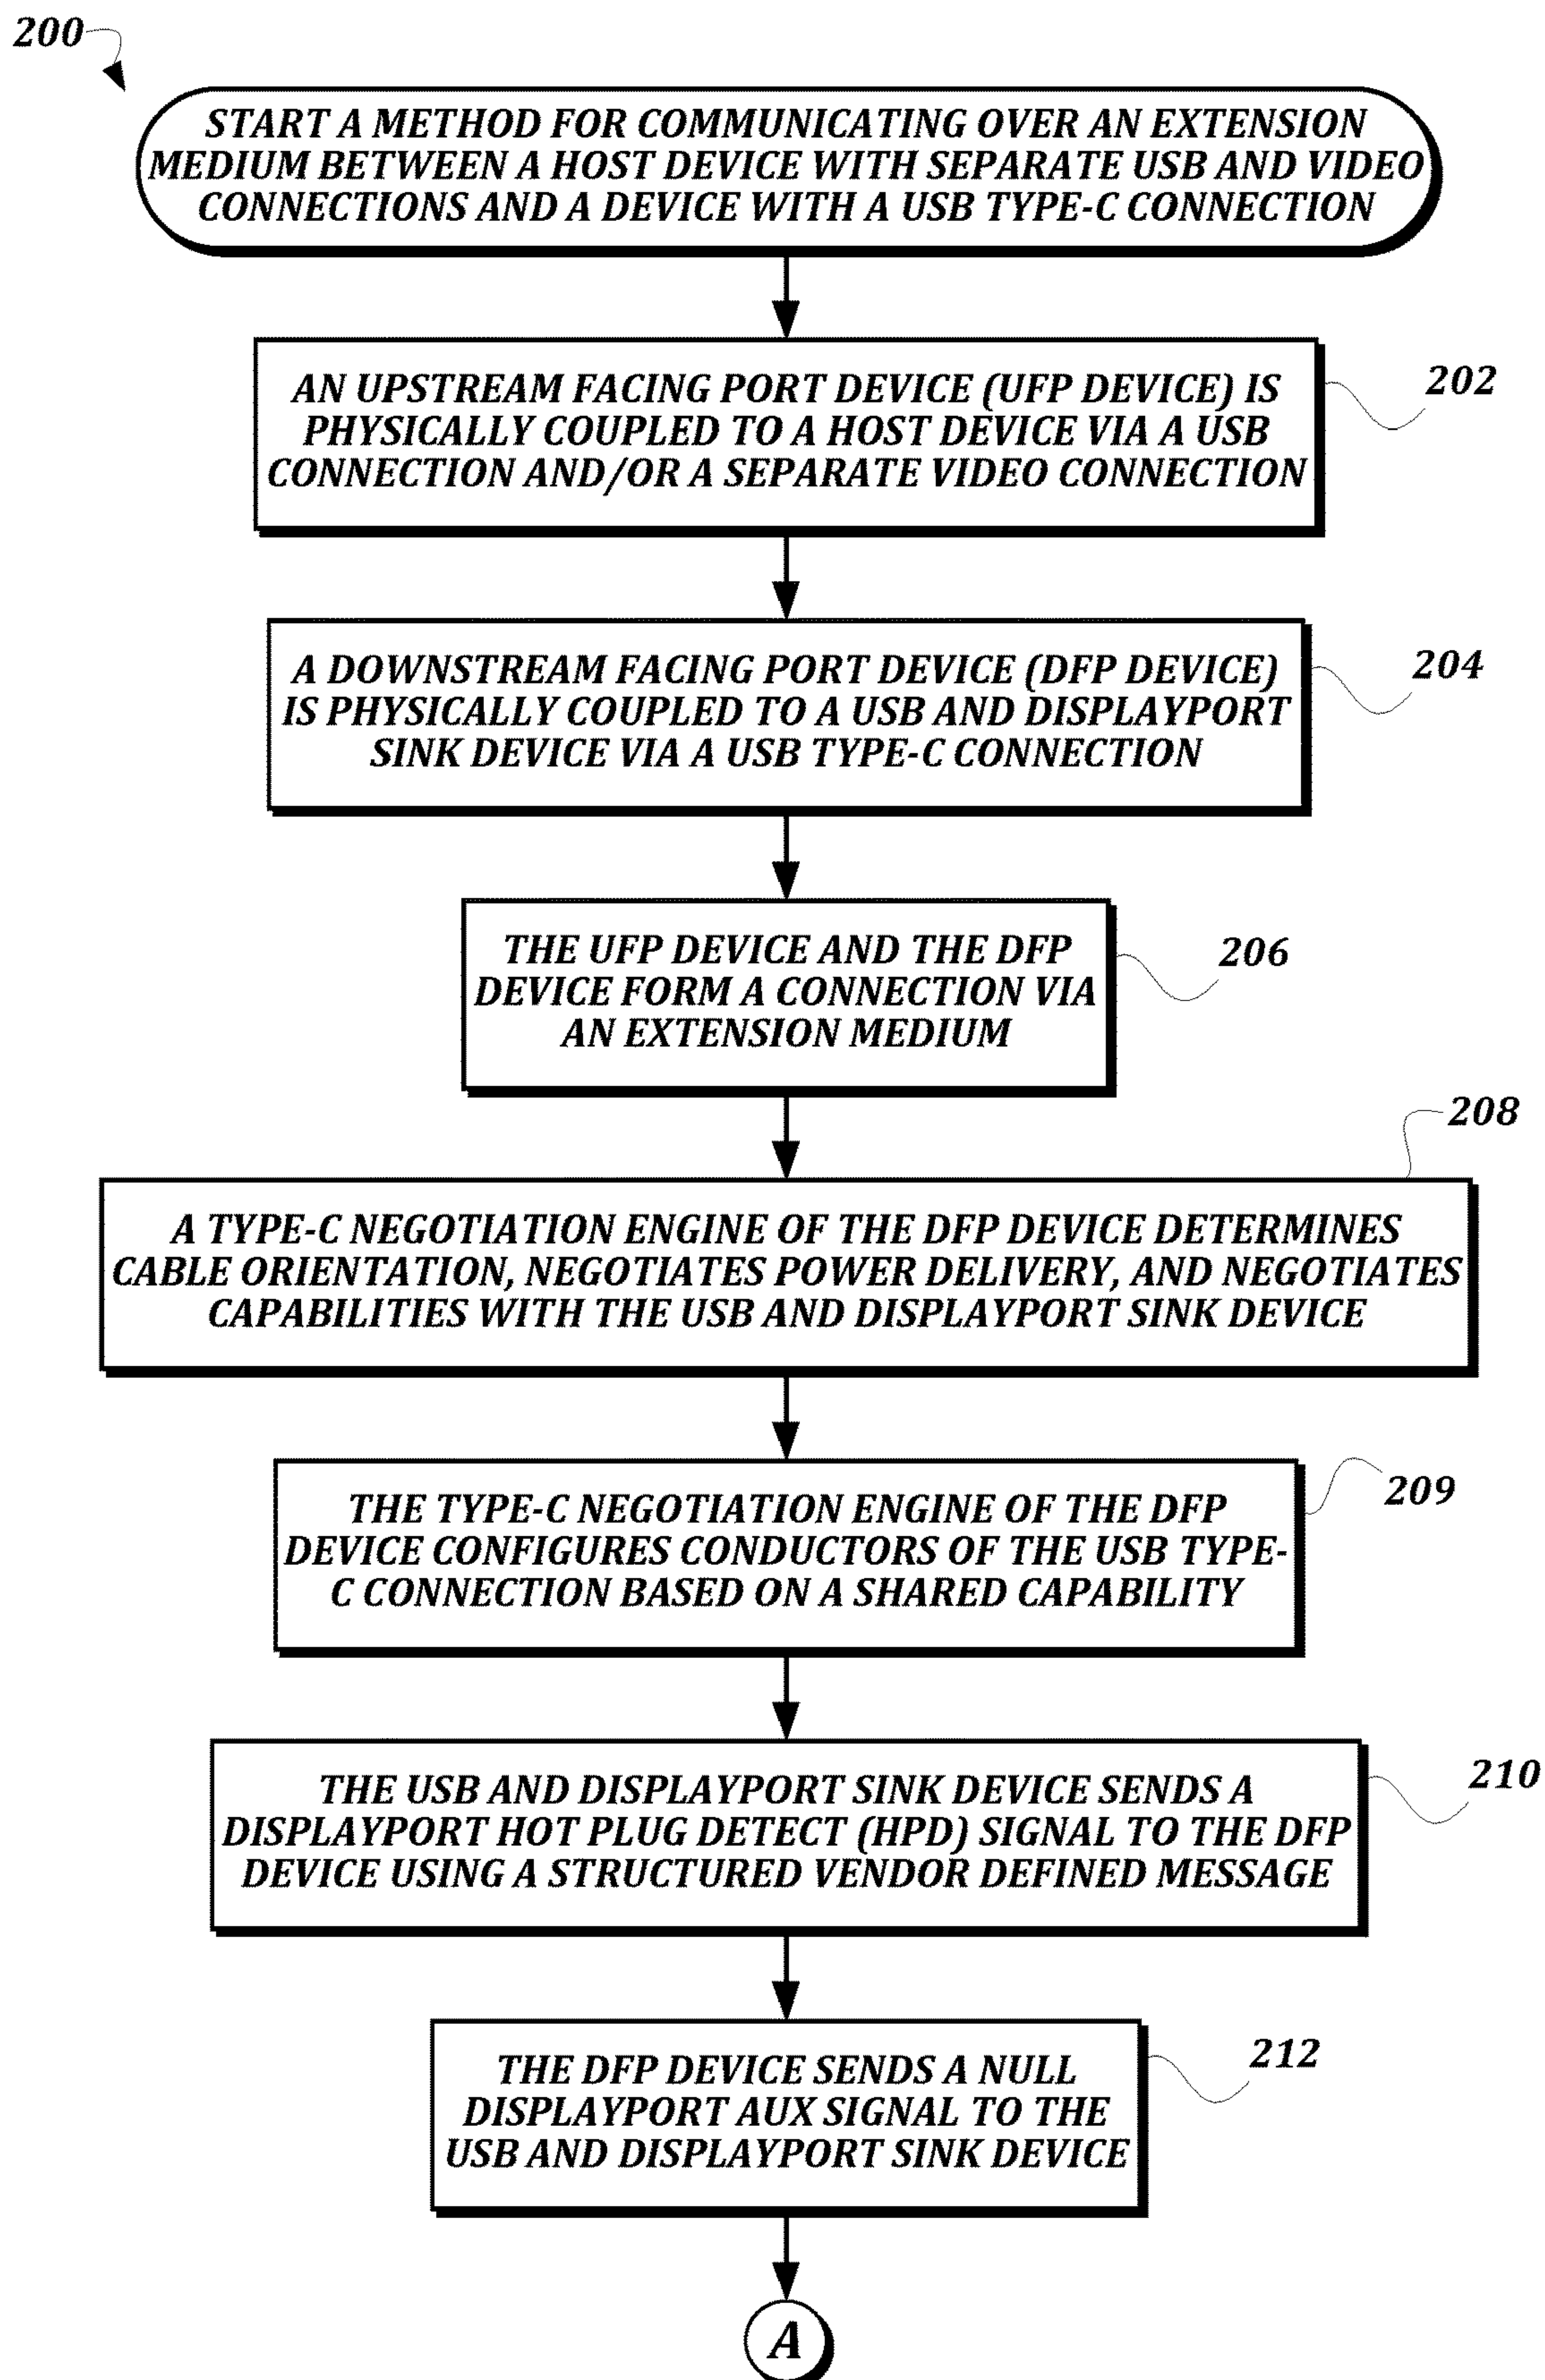 200
START A METHOD FOR COMMUNICATING OVER AN EXTENSION
MEDIUM BETWEEN A HOST DEVICE WITH SEPARATE USB AND VIDEO
CONNECTIONS AND A DEVICE WITH A USB TYPE-C CONNECTION
AN UPSTREAM FACING PORT DEVICE (UFP DEVICE) IS
PHYSICALLY COUPLED TO A HOST DEVICE VIA A USB
CONNECTION AND/OR A SEPARATE VIDEO CONNECTION
202
A DOWNSTREAM FACING PORT DEVICE (DFP DEVICE)
IS PHYSICALLY COUPLED TO A USB AND DISPLAYPORT
SINK DEVICE VIA A USB TYPE-C CONNECTION
204
THE UFP DEVICE AND THE DFP
DEVICE FORM A CONNECTION VIA
AN EXTENSION MEDIUM
206
208
A TYPE-C NEGOTIATION ENGINE OF THE DFP DEVICE DETERMINES
CABLE ORIENTATION, NEGOTIATES POWER DELIVERY, AND NEGOTIATES
CAPABILITIES WITH THE USB AND DISPLAYPORT SINK DEVICE
THE TYPE-C NEGOTIATION ENGINE OF THE DFP
DEVICE CONFIGURES CONDUCTORS OF THE USB TYPE-
C CONNECTION BASED ON A SHARED CAPABILITY
209
THE USB AND DISPLAYPORT SINK DEVICE SENDS A
DISPLAYPORT HOT PLUG DETECT (HPD) SIGNAL TO THE DFP
DEVICE USING A STRUCTURED VENDOR DEFINED MESSAGE
210
THE DFP DEVICE SENDS A NULL
DISPLAYPORT AUX SIGNAL TO THE
USB AND DISPLAYPORT SINK DEVICE
212
A